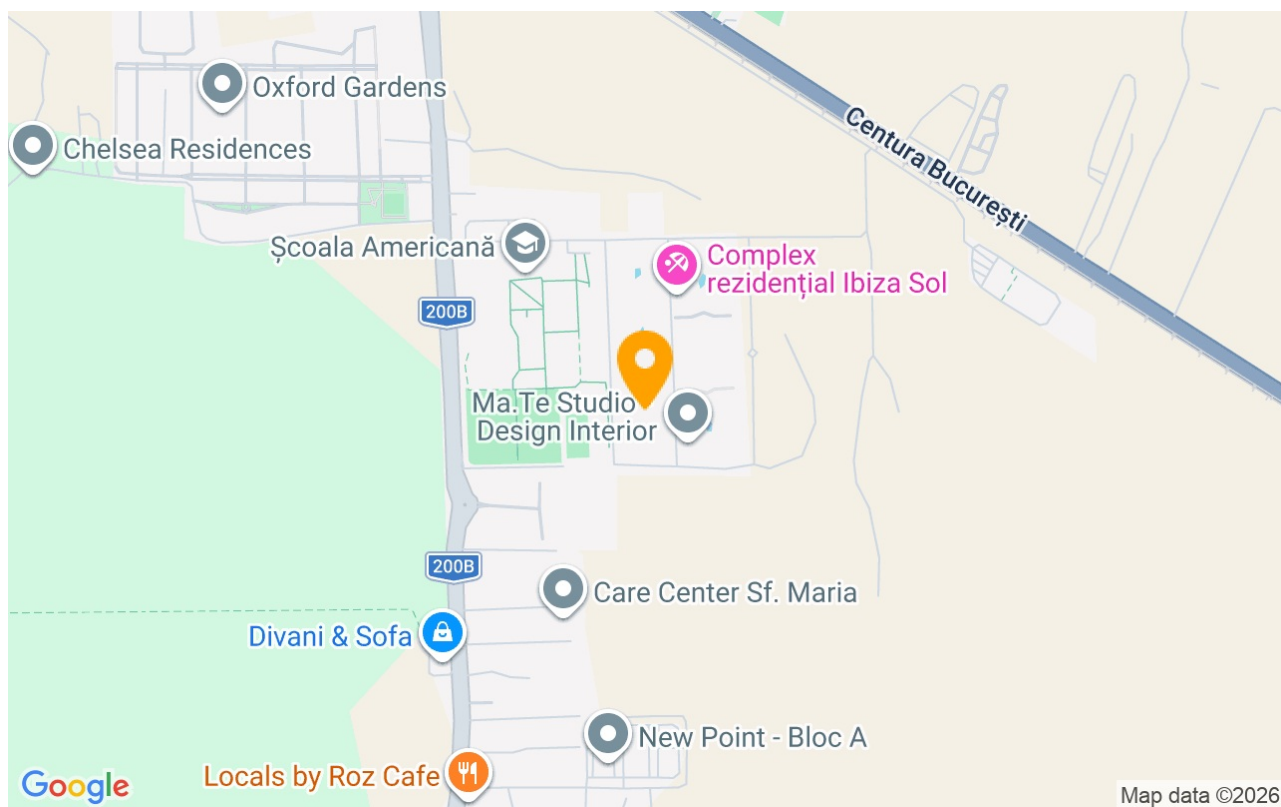 Oxford Gardens
Chelsea Residences
Centura București
Școala Americană
Complex
rezidențial Ibiza Sol
200B
Ma.Te Studio
Design Interior
200B
Care Center Sf. Maria
Divani & Sofa
New Point - Bloc A
Locals by Roz Cafe
Google
Map data ©2026